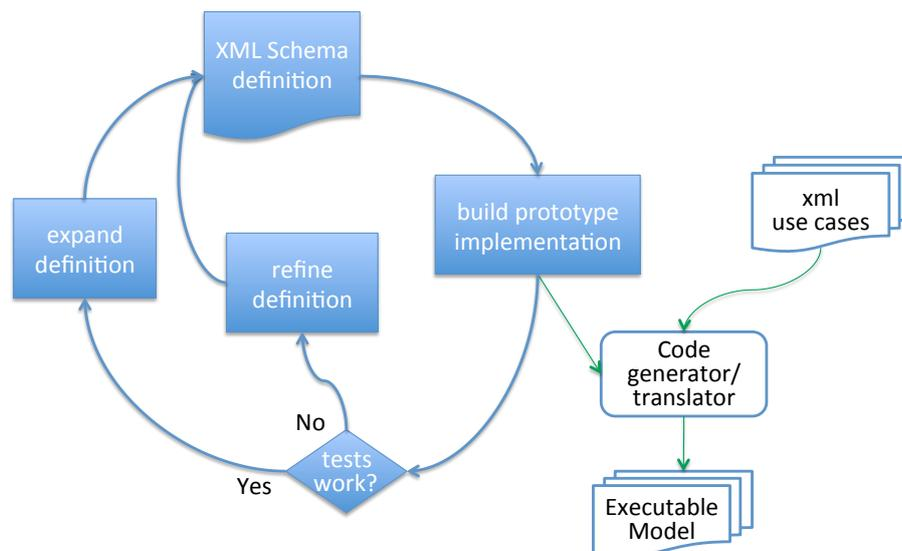 XML Schema
definition
build prototype
implementation
xml
use cases
expand
definition
refine
definition
Code
generator/
translator
No
tests
work?
Yes
Executable
Model